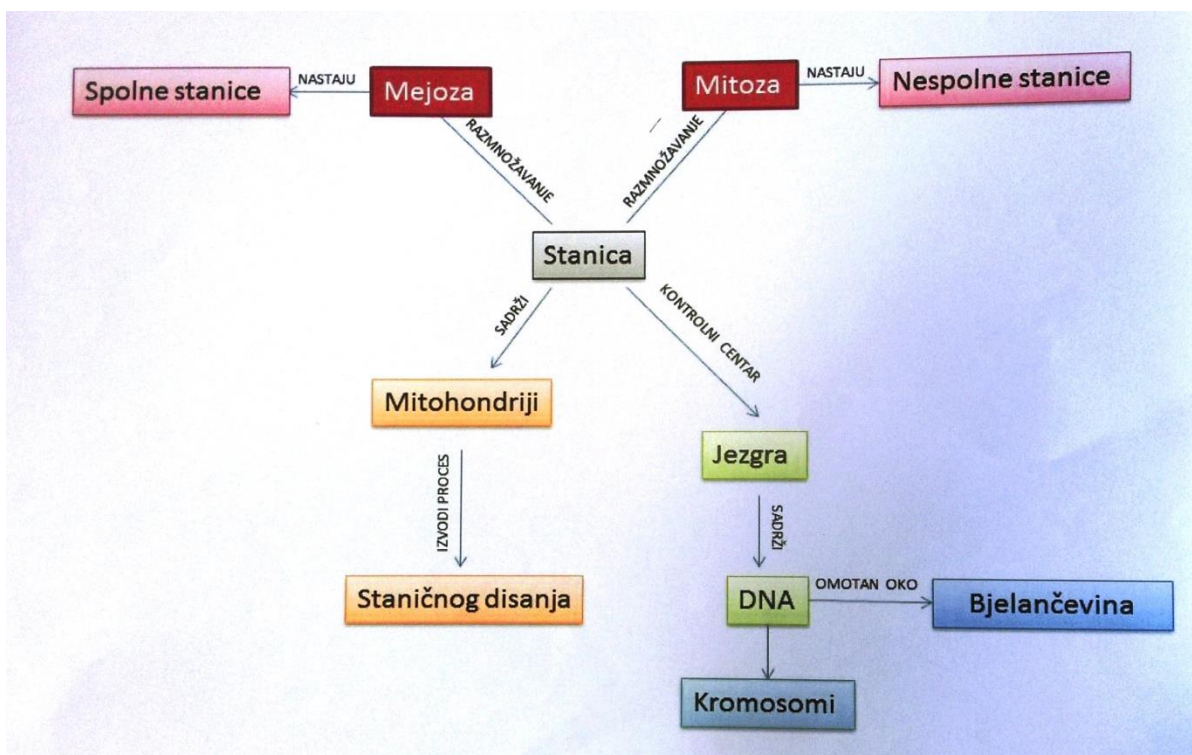 Spolne stanice
NASTAJU
Mejoza
Mitoza
NASTAJU
Nespolne stanice
RAZMNOŽAVANJE
RAZMNOŽAVANJE
Stanica
SADRŽI
KONTROLNI CENTAR
Mitohondriji
Jezgra
IZVODI PROCES
SADRŽI
Staničnog disanja
DNA
OMOTAN OKO
Bjelančevina
Kromosomi